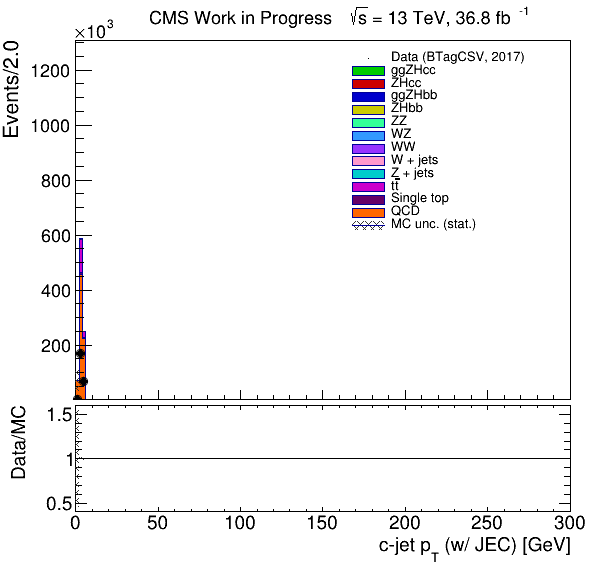 CMS Work in Progress √s = 13 TeV, 36.8 fb⁻¹
×10³
Events/2.0
1200
1000
800
600
400
200
Data (BTagCSV, 2017)
ggZHcc
ZHcc
ggZHbb
ZHbb
ZZ
WZ
WW
W + jets
Z + jets
tt̅
Single top
QCD
MC unc. (stat.)
Data/MC
1.5
1
0.5
0 50 100 150 200 250 300
c-jet p_T (w/ JEC) [GeV]